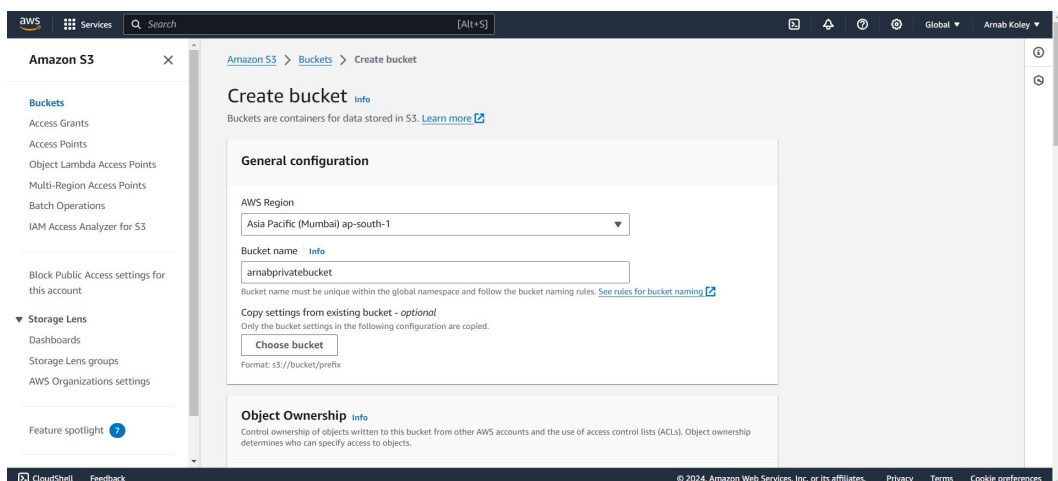 aws
Services
Search
[Alt+S]
Global
Arnab Koley
Amazon S3
Buckets
Access Grants
Access Points
Object Lambda Access Points
Multi-Region Access Points
Batch Operations
IAM Access Analyzer for S3
Block Public Access settings for
this account
Storage Lens
Dashboards
Storage Lens groups
AWS Organizations settings
Feature spotlight 7
Amazon S3 > Buckets > Create bucket
Create bucket Info
Buckets are containers for data stored in S3. Learn more
General configuration
AWS Region
Asia Pacific (Mumbai) ap-south-1
Bucket name Info
arnabprivatebucket
Bucket name must be unique within the global namespace and follow the bucket naming rules. See rules for bucket naming
Copy settings from existing bucket - optional
Only the bucket settings in the following configuration are copied.
Choose bucket
Format: s3://bucket/prefix
Object Ownership Info
Control ownership of objects written to this bucket from other AWS accounts and the use of access control lists (ACLs). Object ownership
determines who can specify access to objects.
CloudShell Feedback
© 2024, Amazon Web Services, Inc. or its affiliates. Privacy Terms Cookie preferences